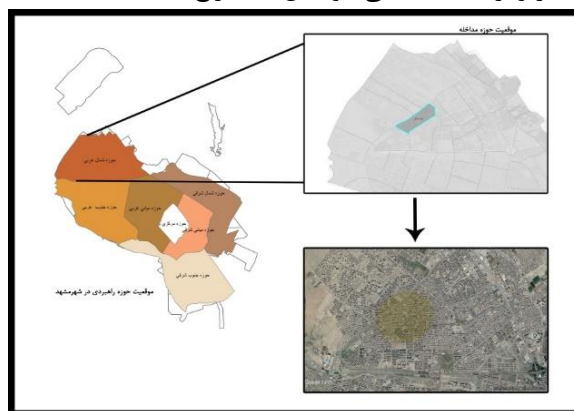 موقعیت حوزه مداخله
حوزه شمال غربی
حوزه شمال شرقی
حوزه جنوب غربی
حوزه میانی غربی
حوزه مرکزی
حوزه میانی شرقی
حوزه جنوب شرقی
موقعیت حوزه راهبردی در شهرمشهد